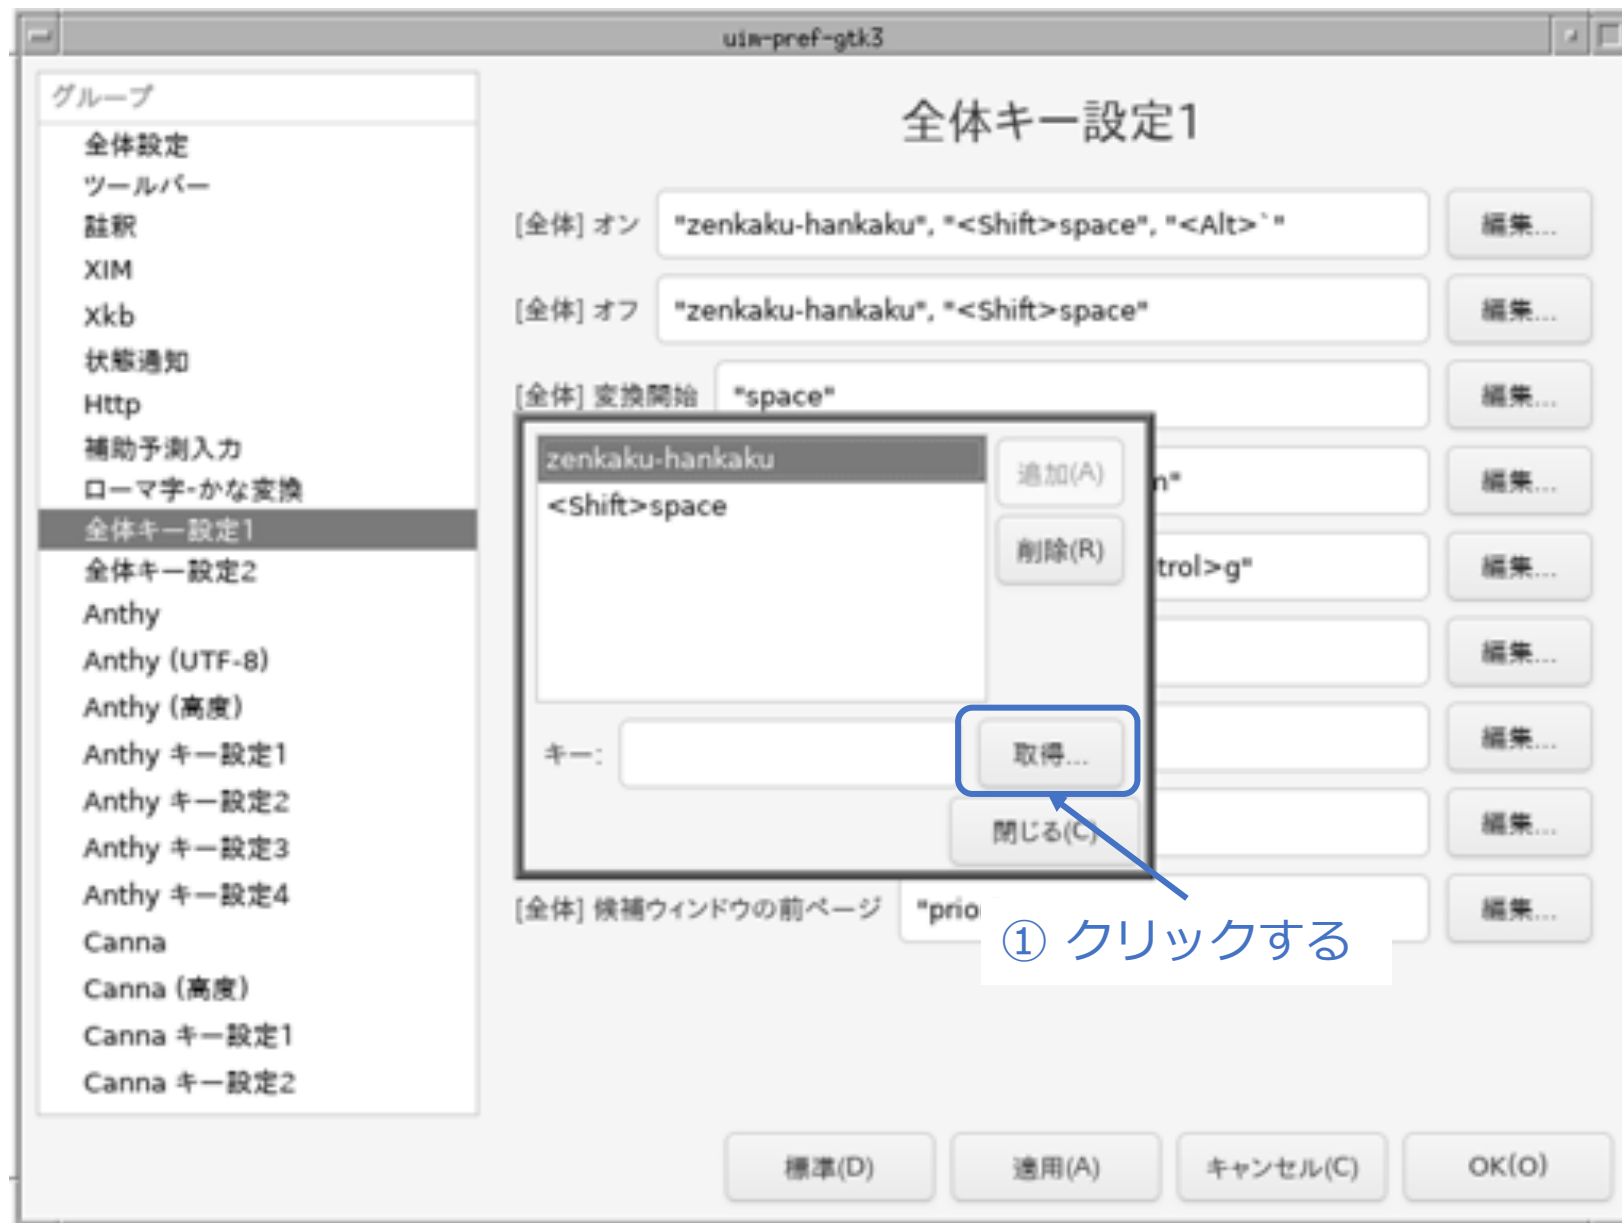 uim-pref-gtk3
グループ
全体設定
ツールバー
註釈
XIM
Xkb
状態通知
Http
補助予測入力
ローマ字-かな変換
全体キー設定1
全体キー設定2
Anthy
Anthy (UTF-8)
Anthy (高度)
Anthy キー設定1
Anthy キー設定2
Anthy キー設定3
Anthy キー設定4
Canna
Canna (高度)
Canna キー設定1
Canna キー設定2
全体キー設定1
[全体] オン "zenkaku-hankaku", "<Shift>space", "<Alt>`" 編集...
[全体] オフ "zenkaku-hankaku", "<Shift>space" 編集...
[全体] 変換開始 "space" 編集...
n" 編集...
trol>g" 編集...
編集...
編集...
編集...
[全体] 候補ウィンドウの前ページ "prio 編集...
zenkaku-hankaku
<Shift>space
追加(A)
削除(R)
キー: 取得...
閉じる(C)
① クリックする
標準(D) 適用(A) キャンセル(C) OK(O)